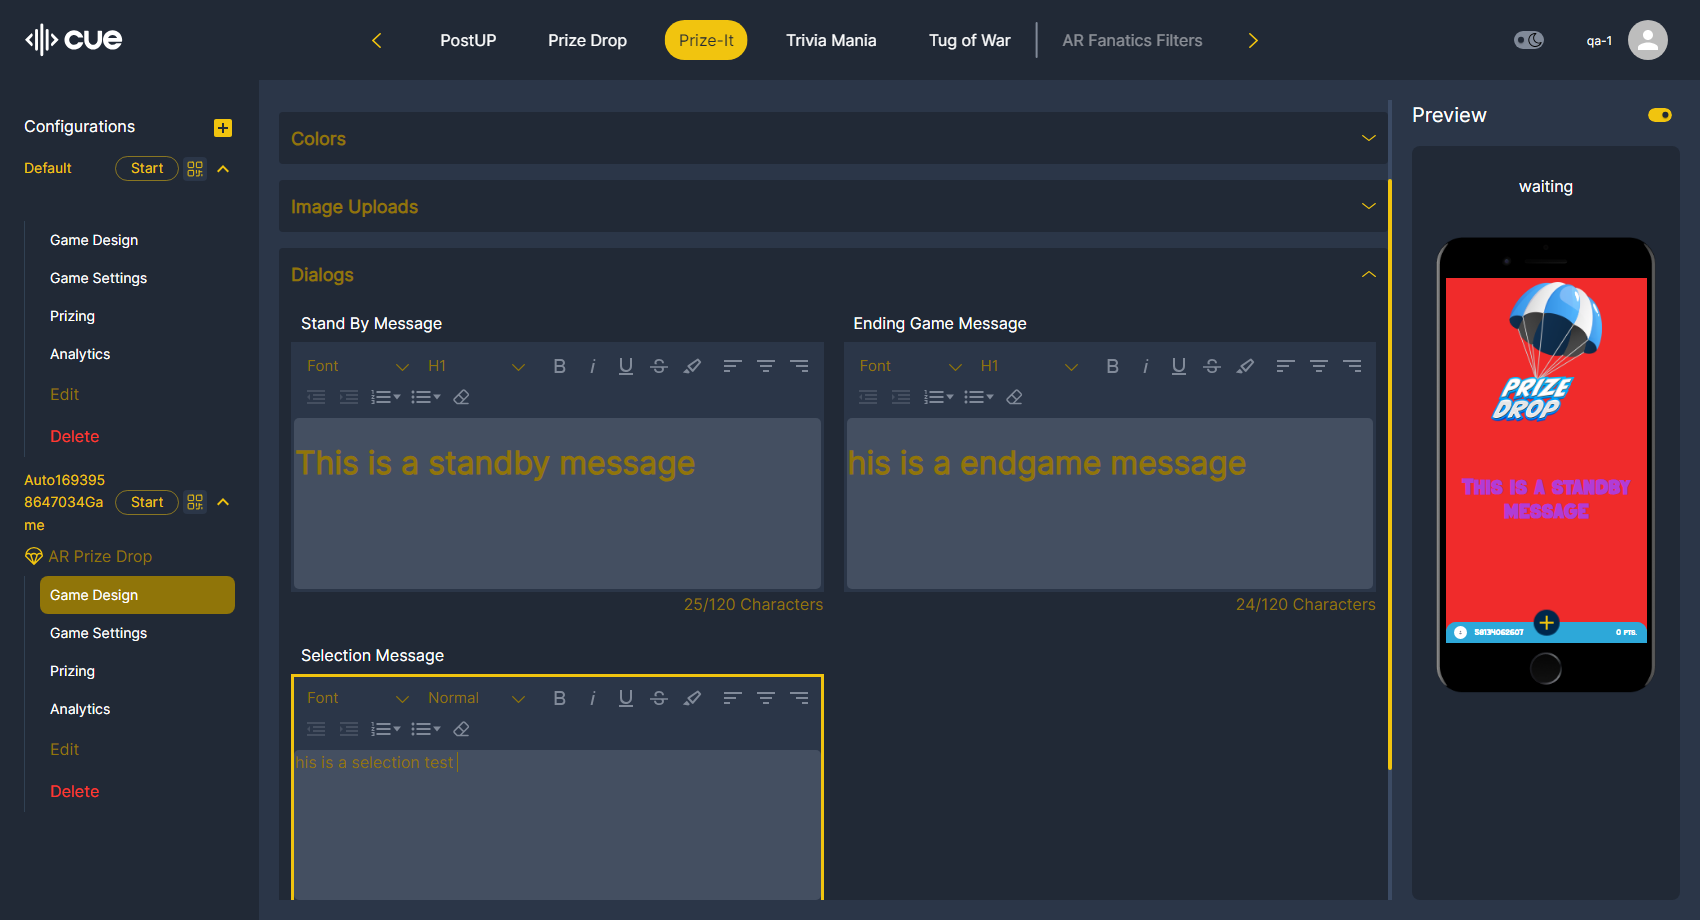 cue
PostUP
Prize Drop
Prize-It
Trivia Mania
Tug of War
AR Fanatics Filters
qa-1
Configurations
Default
Start
Game Design
Game Settings
Prizing
Analytics
Edit
Delete
Auto169395
8647034Ga
me
Start
AR Prize Drop
Game Design
Game Settings
Prizing
Analytics
Edit
Delete
Colors
Image Uploads
Dialogs
Stand By Message
Font
H1
B
i
U
S
This is a standby message
25/120 Characters
Ending Game Message
Font
H1
B
i
U
S
his is a endgame message
24/120 Characters
Selection Message
Font
Normal
B
i
U
S
his is a selection test
Preview
waiting
PRIZE
DROP
THIS IS A STANDBY
MESSAGE
58134062607
0 PTS.